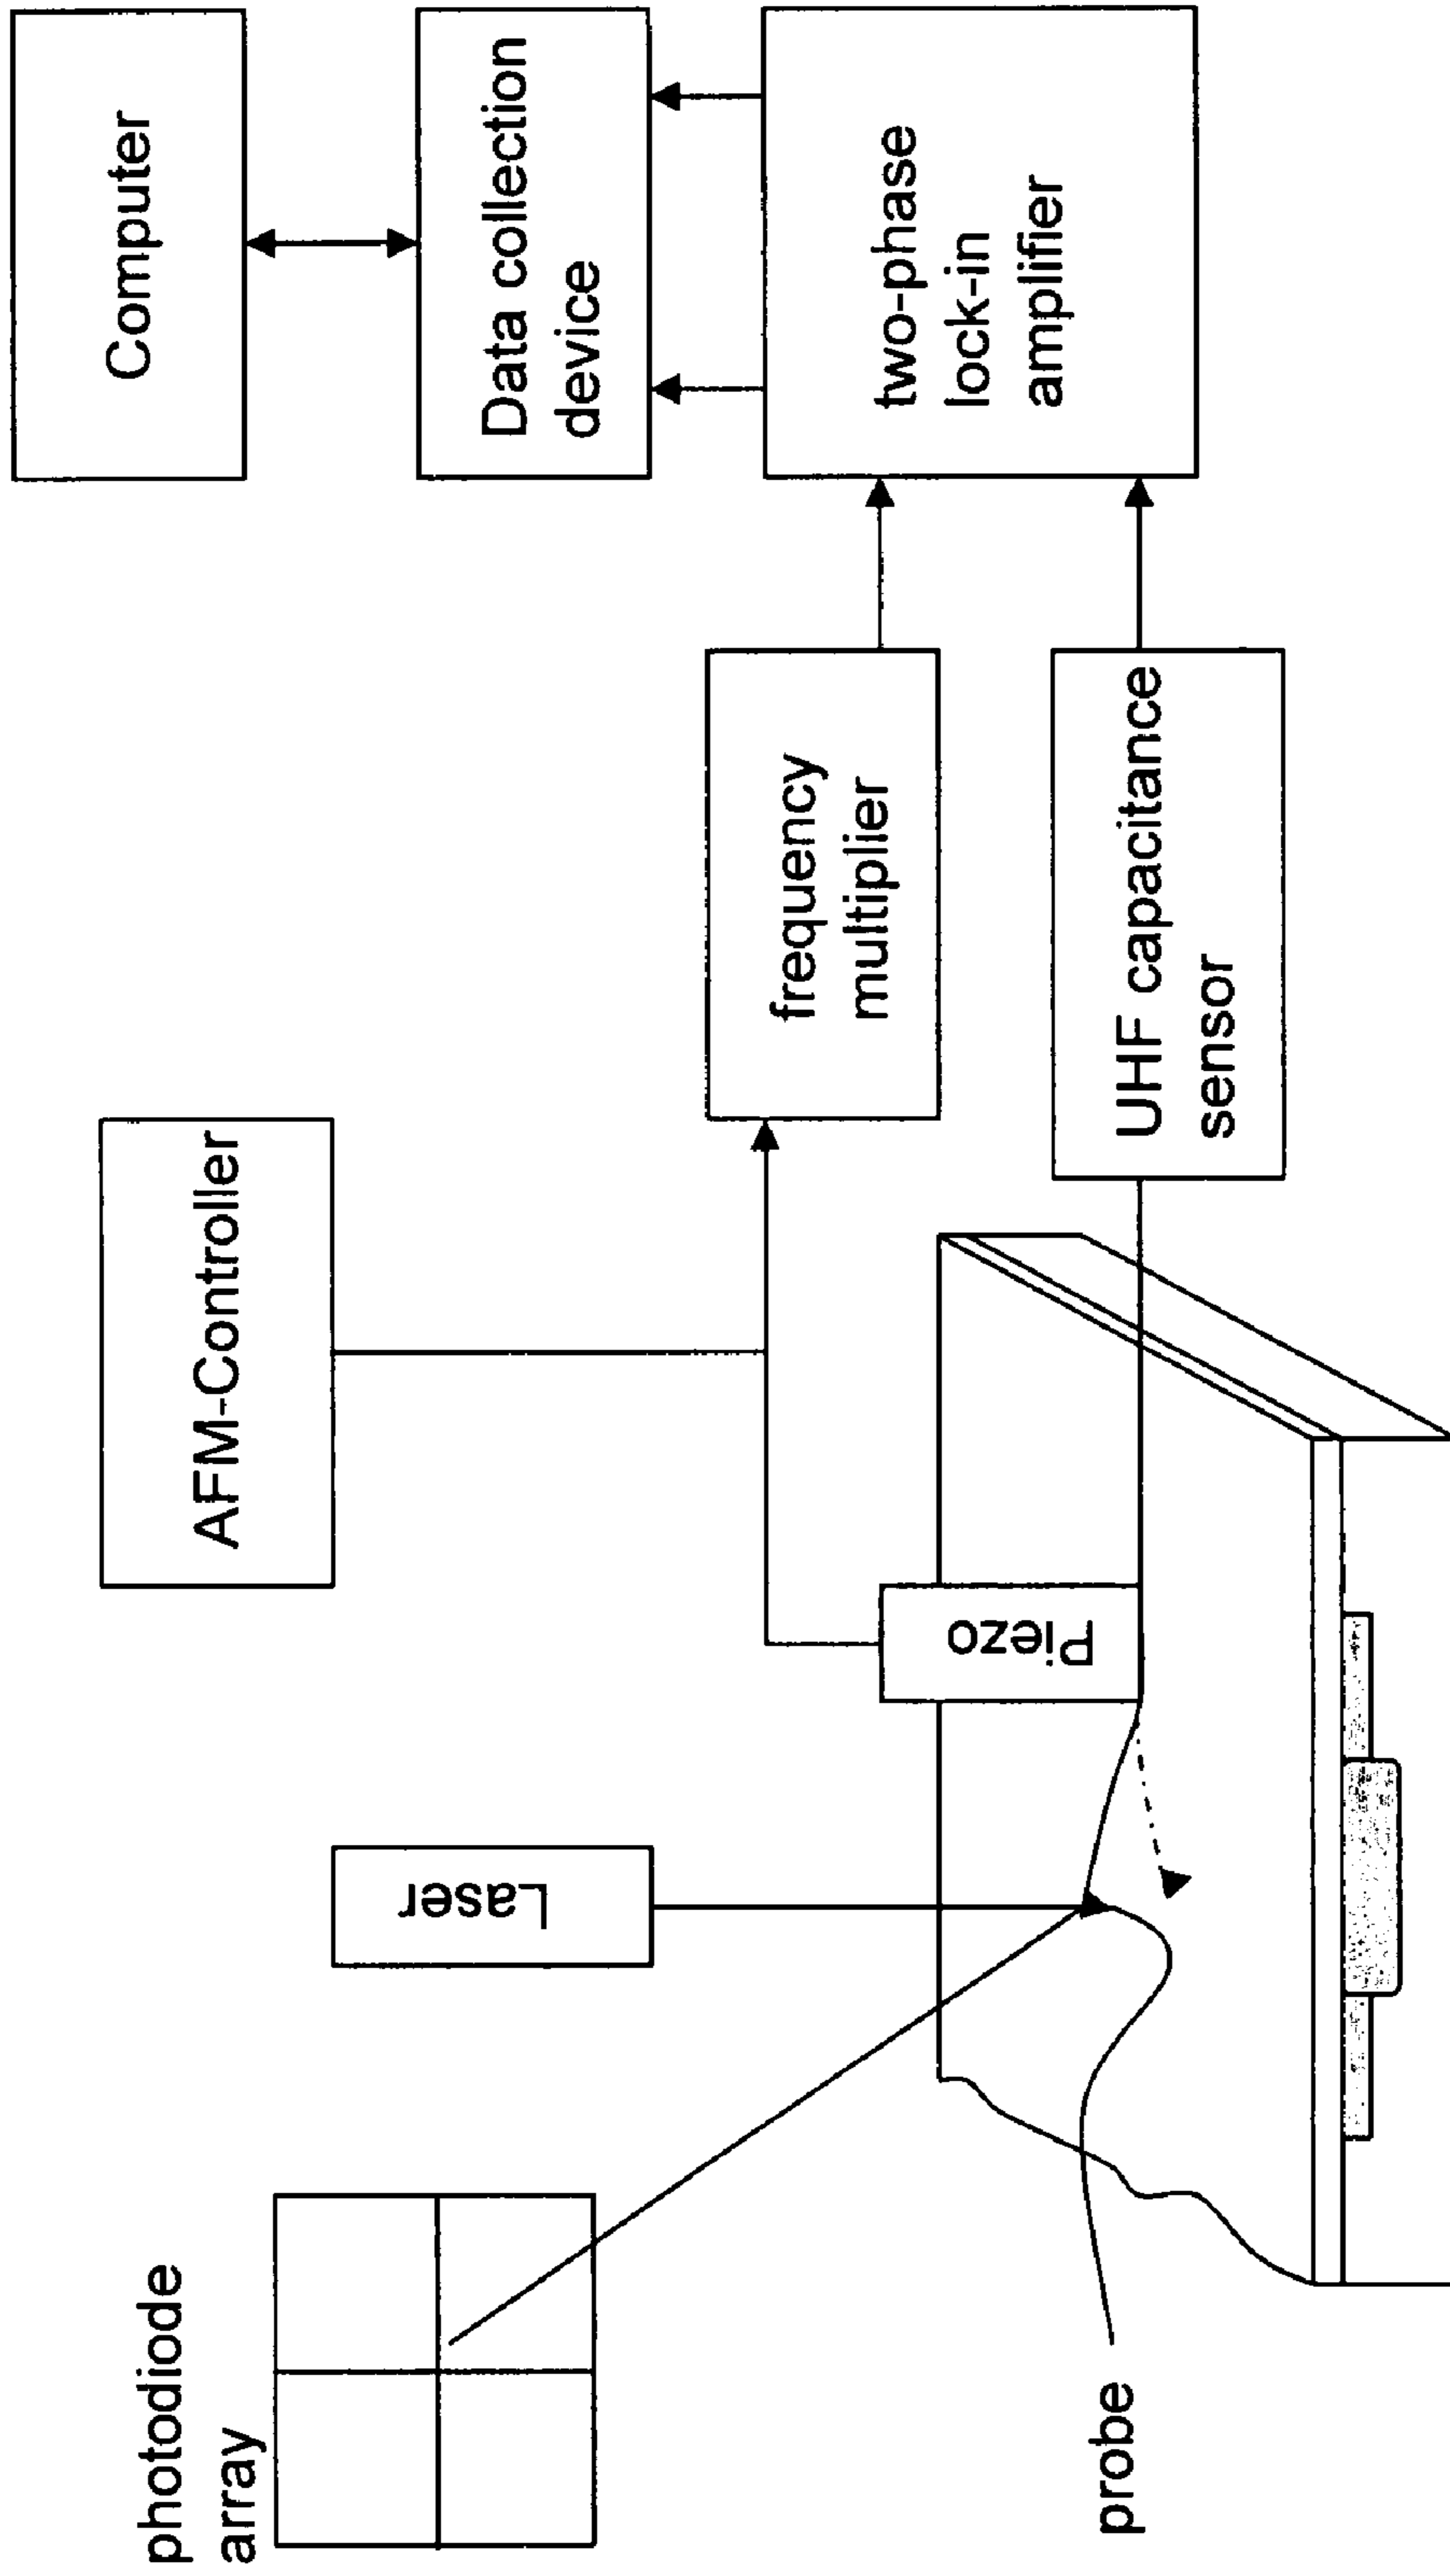 photodiode
array
Laser
AFM-Controller
Computer
Data collection
device
Piezo
frequency
multiplier
two-phase
lock-in
amplifier
probe
UHF capacitance
sensor